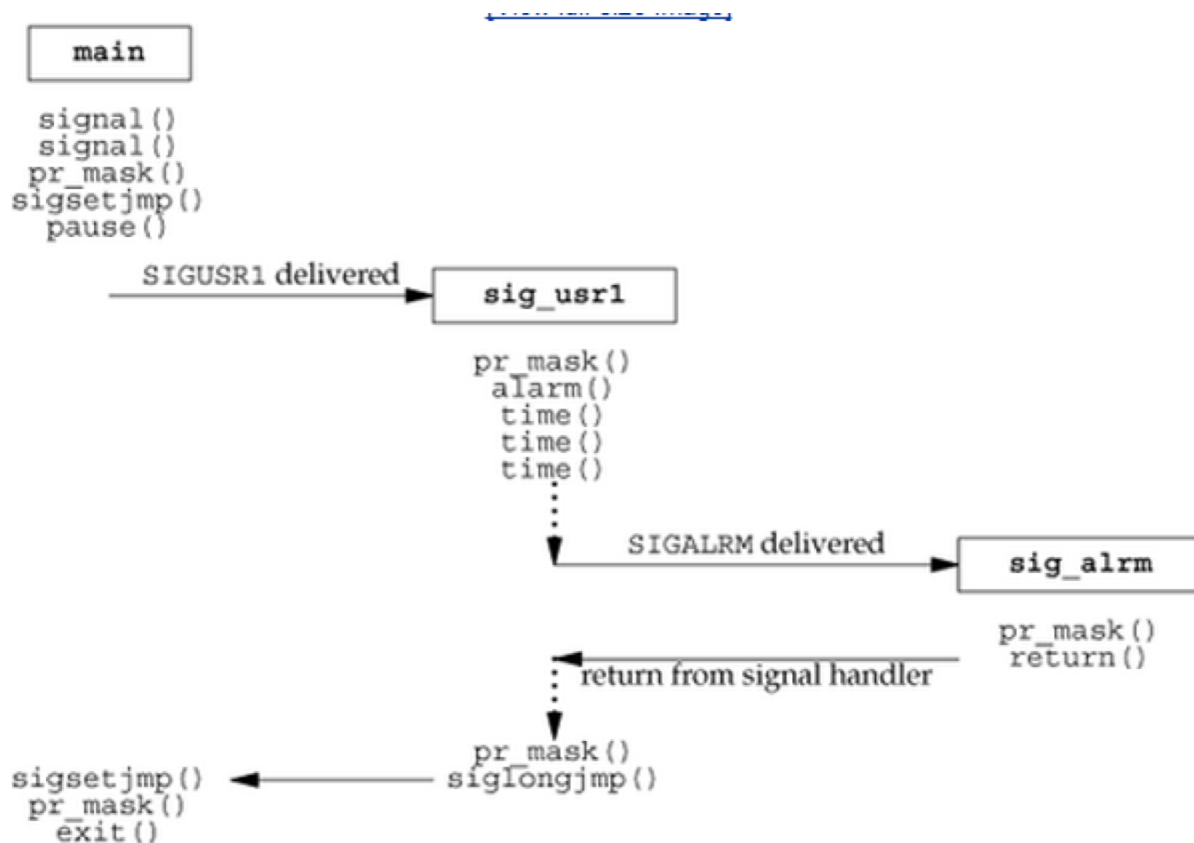 main
signal()
signal()
pr_mask()
sigsetjmp()
pause()
SIGUSR1 delivered
sig_usr1
pr_mask()
alarm()
time()
time()
time()
SIGALRM delivered
sig_alrm
pr_mask()
return()
return from signal handler
pr_mask()
siglongjmp()
sigsetjmp()
pr_mask()
exit()